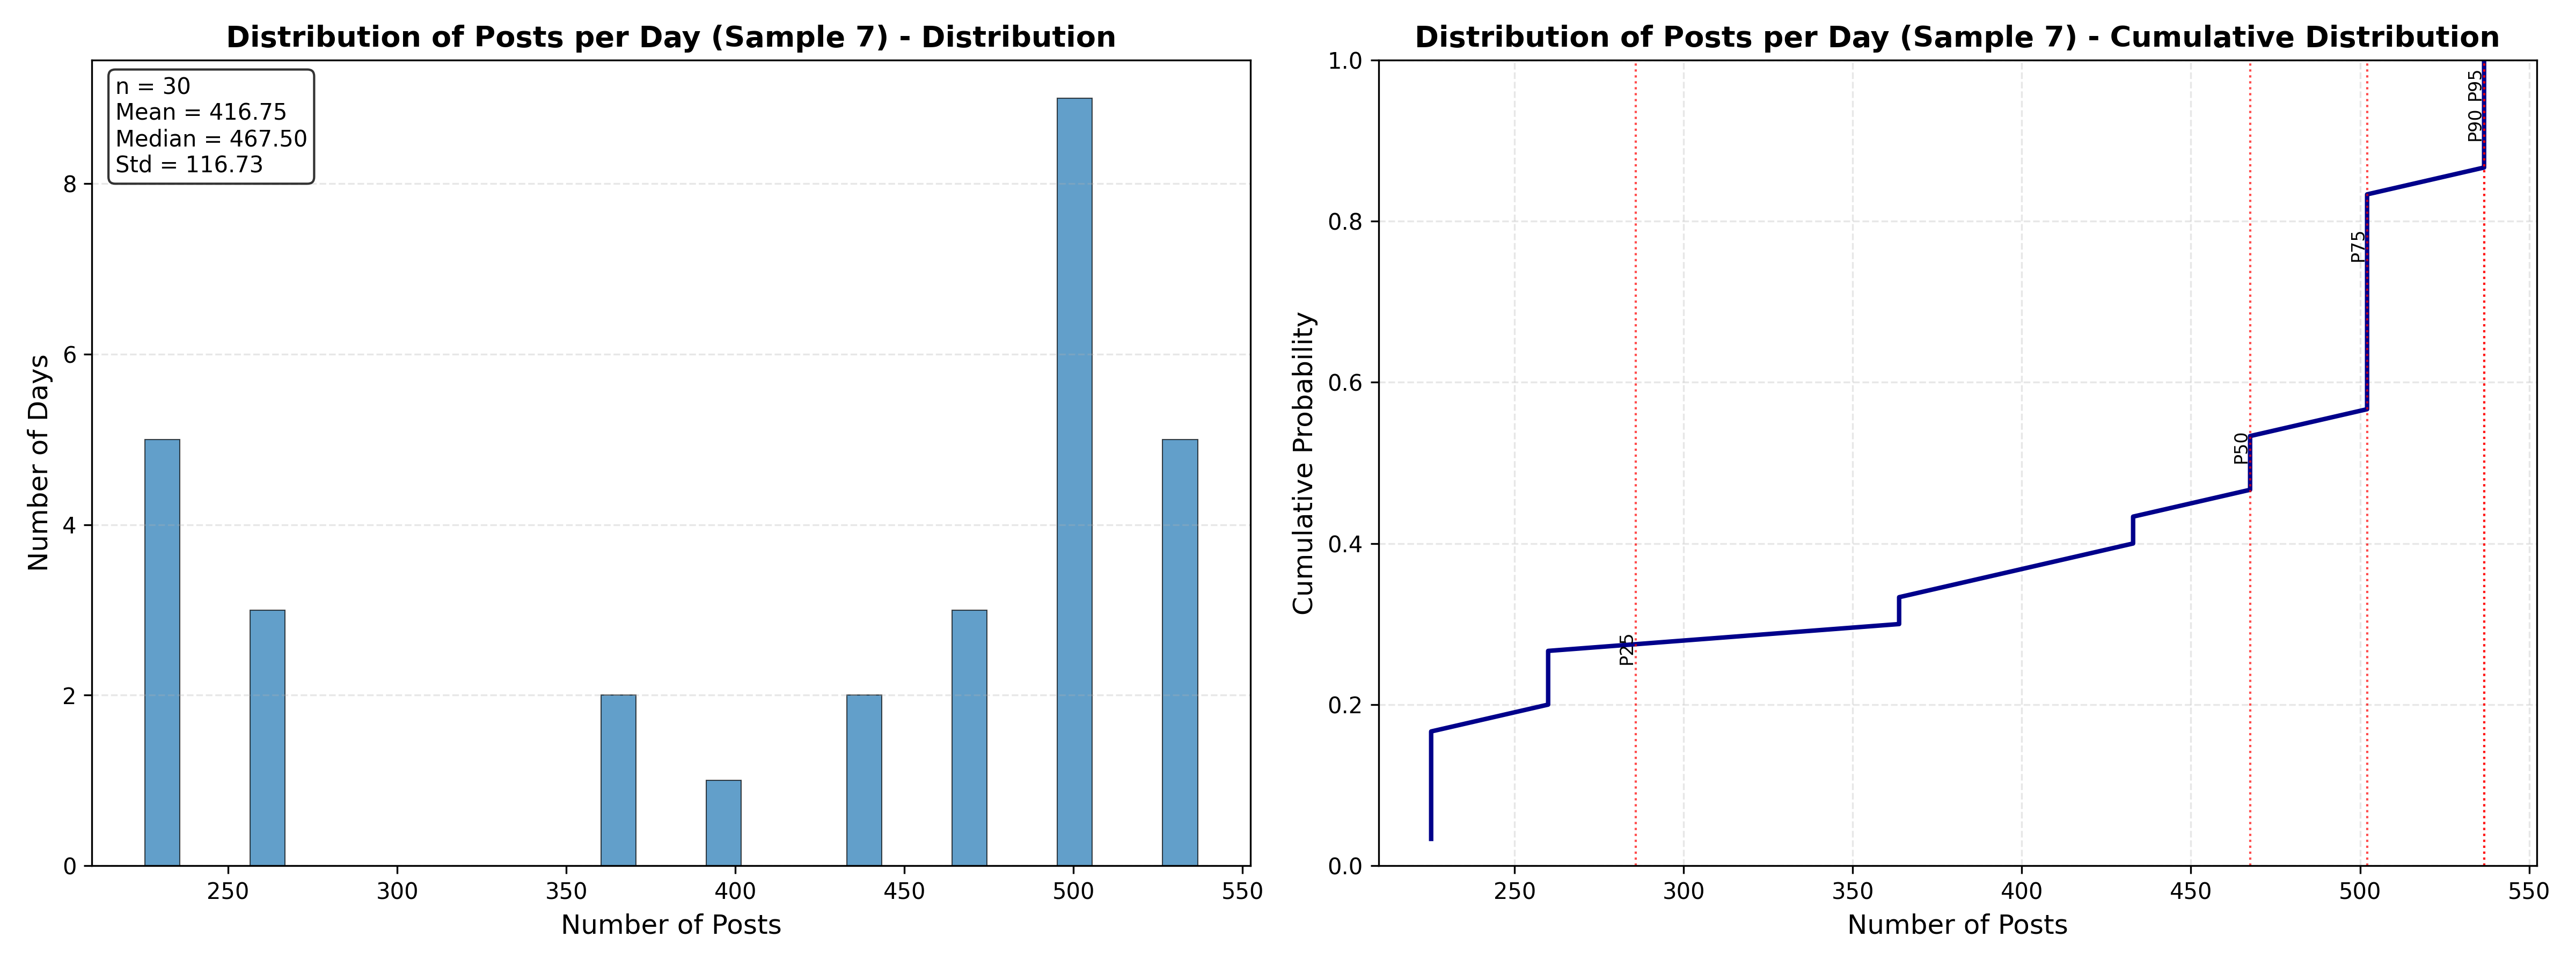 Distribution of Posts per Day (Sample 7) - Distribution
n = 30
Mean = 416.75
Median = 467.50
Std = 116.73
Number of Days
8
6
4
2
0
250 300 350 400 450 500 550
Number of Posts
Distribution of Posts per Day (Sample 7) - Cumulative Distribution
Cumulative Probability
1.0
0.8
0.6
0.4
0.2
0.0
P25
P50
P75
P90
P95
250 300 350 400 450 500 550
Number of Posts